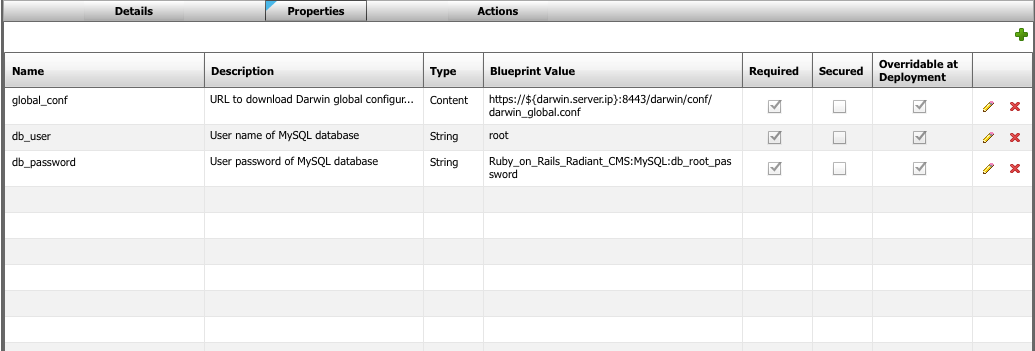 Details Properties Actions
Name Description Type Blueprint Value Required Secured Overridable at
Deployment
global_conf URL to download Darwin global configur... Content https://${darwin.server.ip}:8443/darwin/conf/
darwin_global.conf
db_user User name of MySQL database String root
db_password User password of MySQL database String Ruby_on_Rails_Radiant_CMS:MySQL:db_root_pas
sword